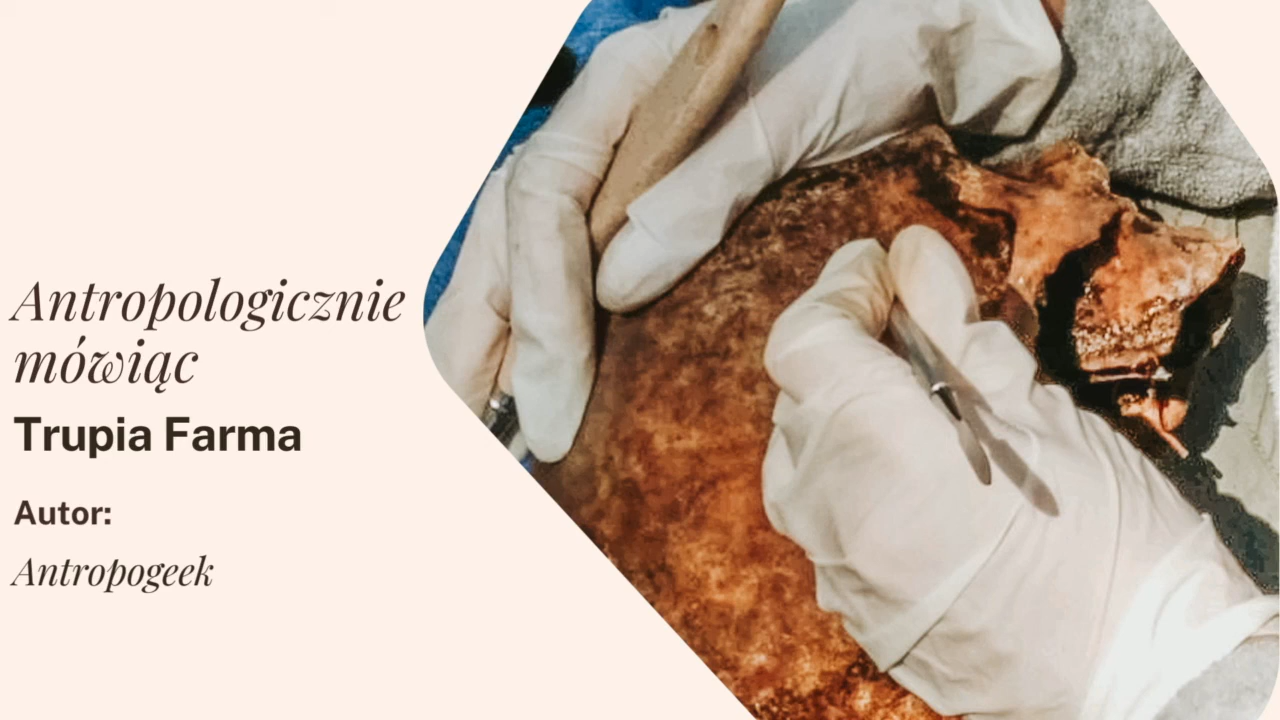 Antropologicznie
mówiąc
Trupia Farma
Autor:
Antropogeek